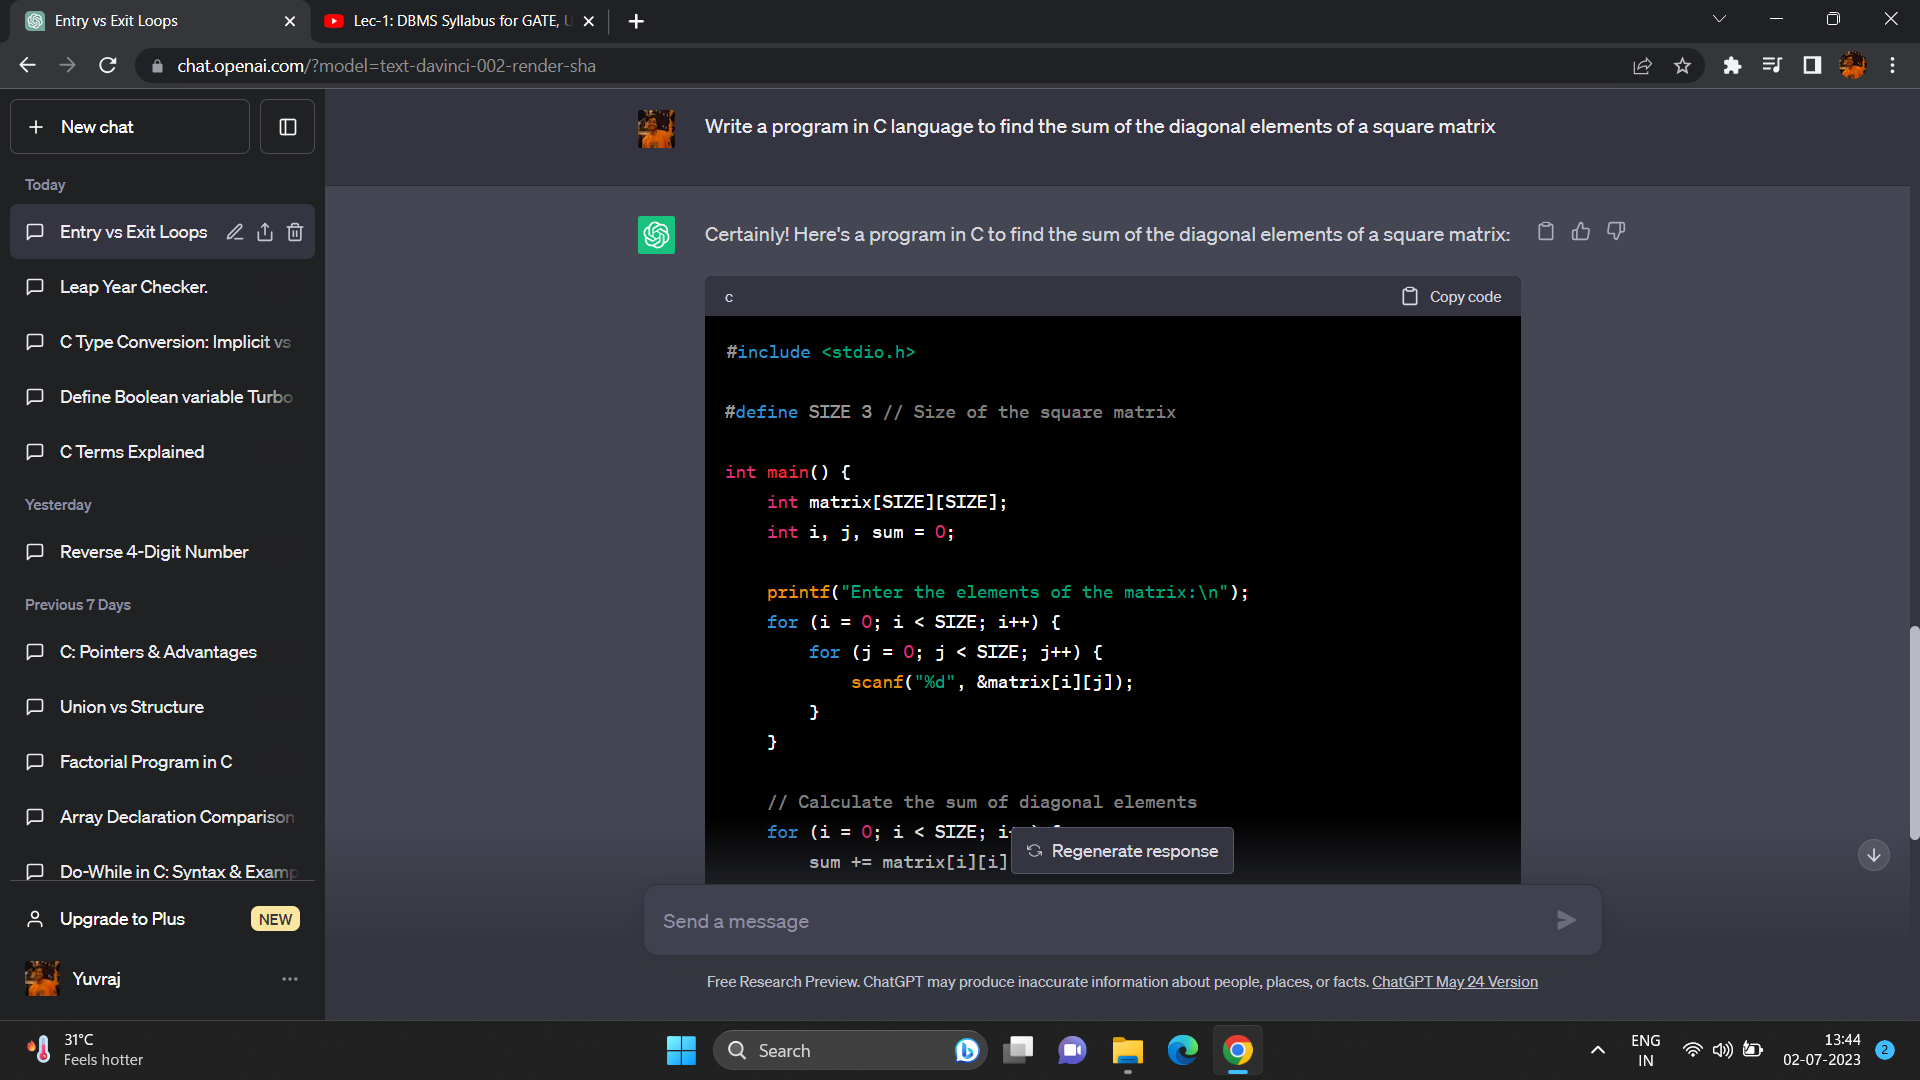 Entry vs Exit Loops
Lec-1: DBMS Syllabus for GATE,
chat.openai.com/?model=text-davinci-002-render-sha
New chat
Today
Entry vs Exit Loops
Leap Year Checker.
C Type Conversion: Implicit vs
Define Boolean variable Turbo
C Terms Explained
Yesterday
Reverse 4-Digit Number
Previous 7 Days
C: Pointers & Advantages
Union vs Structure
Factorial Program in C
Array Declaration Comparison
Do-While in C: Syntax & Examp
Upgrade to Plus NEW
Yuvraj
Write a program in C language to find the sum of the diagonal elements of a square matrix
Certainly! Here's a program in C to find the sum of the diagonal elements of a square matrix:
c Copy code
#include <stdio.h>
#define SIZE 3 // Size of the square matrix
int main() {
    int matrix[SIZE][SIZE];
    int i, j, sum = 0;
    printf("Enter the elements of the matrix:\n");
    for (i = 0; i < SIZE; i++) {
        for (j = 0; j < SIZE; j++) {
            scanf("%d", &matrix[i][j]);
        }
    }
    // Calculate the sum of diagonal elements
    for (i = 0; i < SIZE; i
        sum += matrix[i][i]
Regenerate response
Send a message
Free Research Preview. ChatGPT may produce inaccurate information about people, places, or facts. ChatGPT May 24 Version
31°C
Feels hotter
Search
ENG
IN
13:44
02-07-2023
2